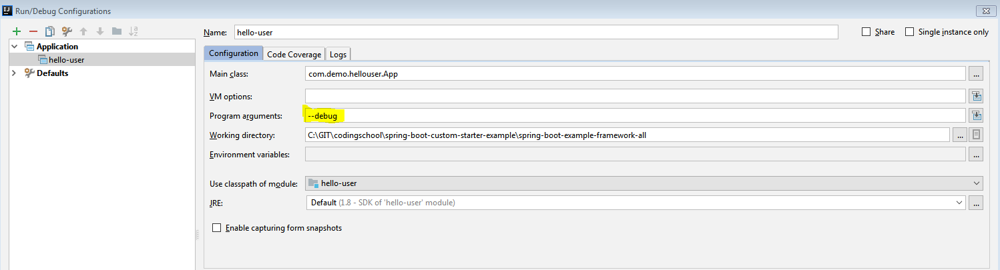 Run/Debug Configurations
Name: hello-user Share Single instance only
Application
hello-user
Defaults
Configuration Code Coverage Logs
Main class: com.demo.hellouser.App ...
VM options:
Program arguments: --debug
Working directory: C:\GIT\codingschool\spring-boot-custom-starter-example\spring-boot-example-framework-all ...
Environment variables: ...
Use classpath of module: hello-user
JRE: Default (1.8 - SDK of 'hello-user' module) ...
Enable capturing form snapshots